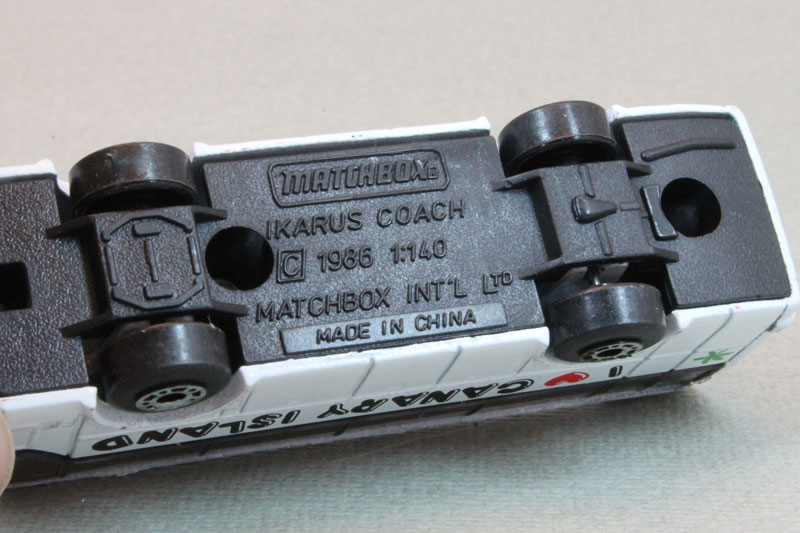 MATCHBOX®
IKARUS COACH
© 1986 1:140
MATCHBOX INT'L LTD
MADE IN CHINA
I ❤ CANARY ISLAND